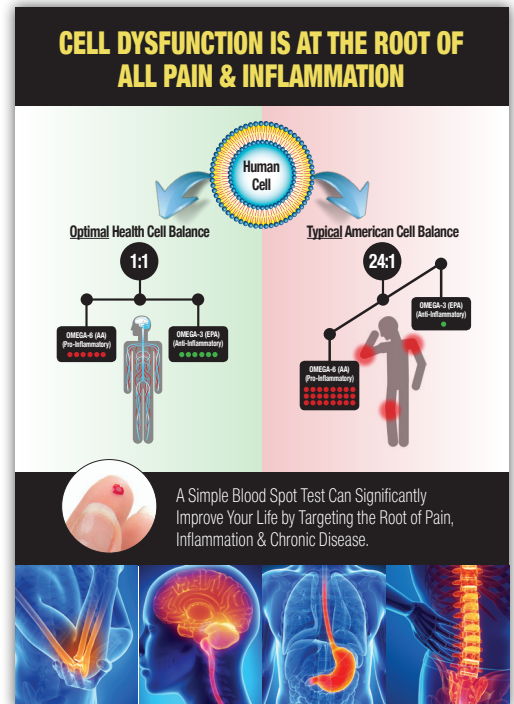 CELL DYSFUNCTION IS AT THE ROOT OF
ALL PAIN & INFLAMMATION
Human
Cell
Optimal Health Cell Balance
1:1
OMEGA-6 (AA)
(Pro-Inflammatory)
OMEGA-3 (EPA)
(Anti-Inflammatory)
Typical American Cell Balance
24:1
OMEGA-3 (EPA)
(Anti-Inflammatory)
OMEGA-6 (AA)
(Pro-Inflammatory)
A Simple Blood Spot Test Can Significantly
Improve Your Life by Targeting the Root of Pain,
Inflammation & Chronic Disease.